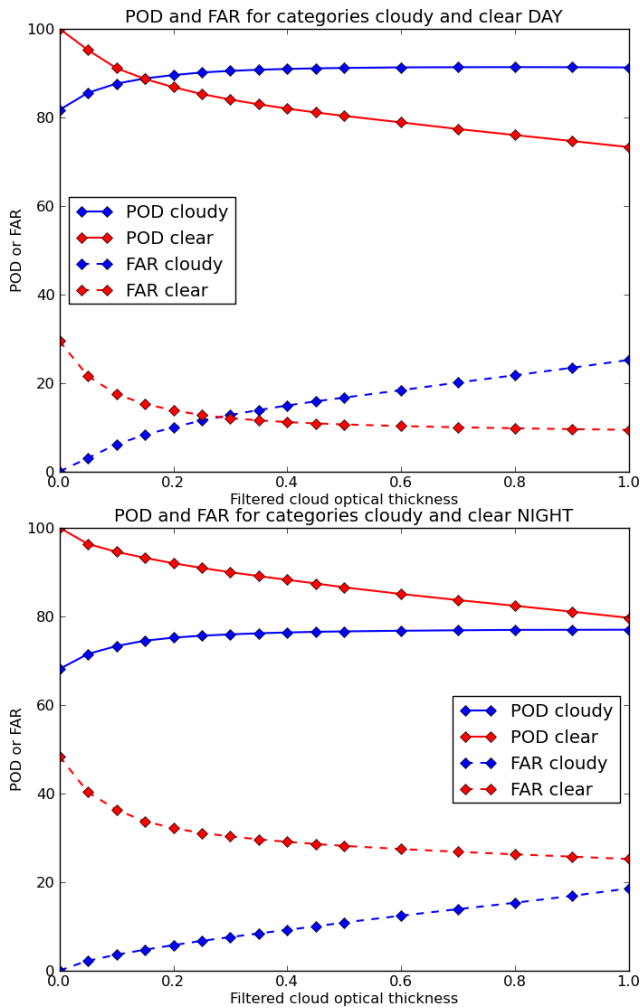 POD and FAR for categories cloudy and clear DAY
100
80
60
40
20
0
POD or FAR
POD cloudy
POD clear
FAR cloudy
FAR clear
0.0 0.2 0.4 0.6 0.8 1.0
Filtered cloud optical thickness
POD and FAR for categories cloudy and clear NIGHT
100
80
60
40
20
0
POD or FAR
POD cloudy
POD clear
FAR cloudy
FAR clear
0.0 0.2 0.4 0.6 0.8 1.0
Filtered cloud optical thickness